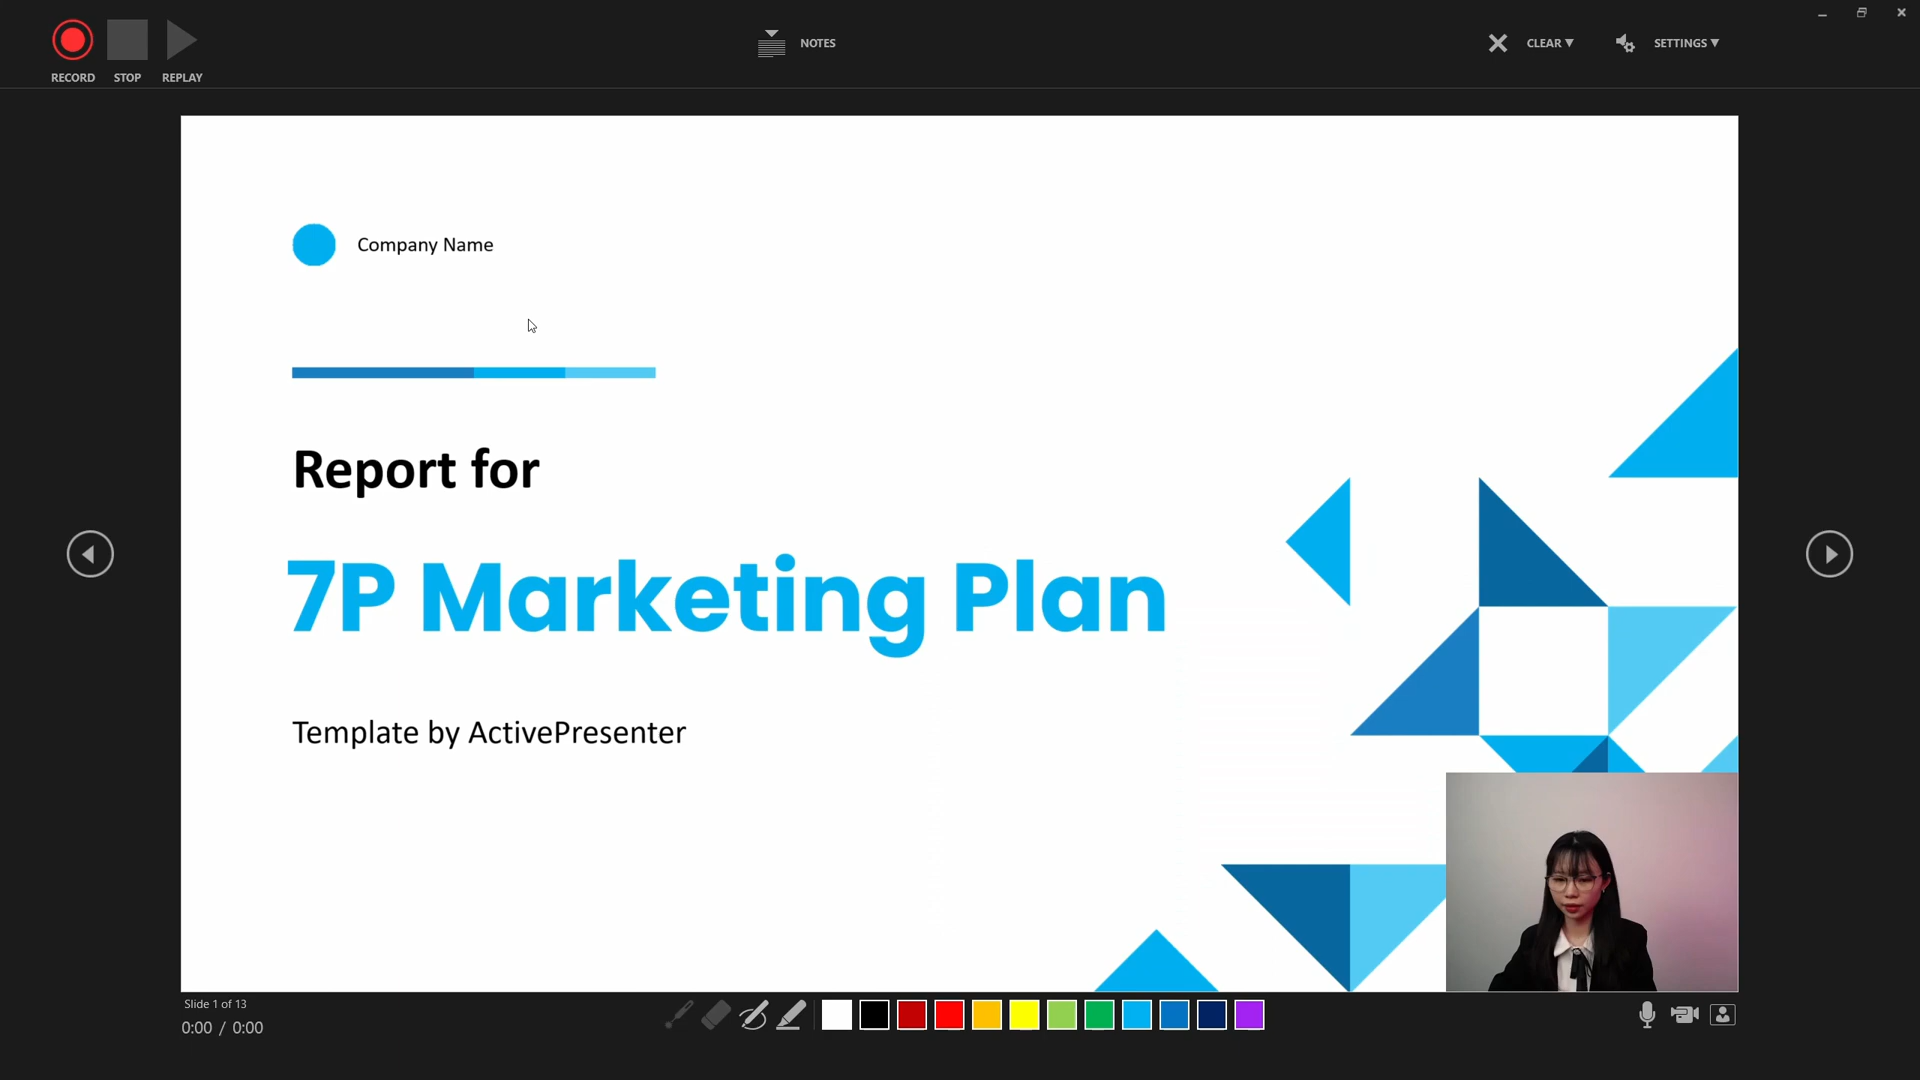 RECORD
STOP
REPLAY
NOTES
CLEAR
SETTINGS
Company Name
Report for
7P Marketing Plan
Template by ActivePresenter
Slide 1 of 13
0:00 / 0:00